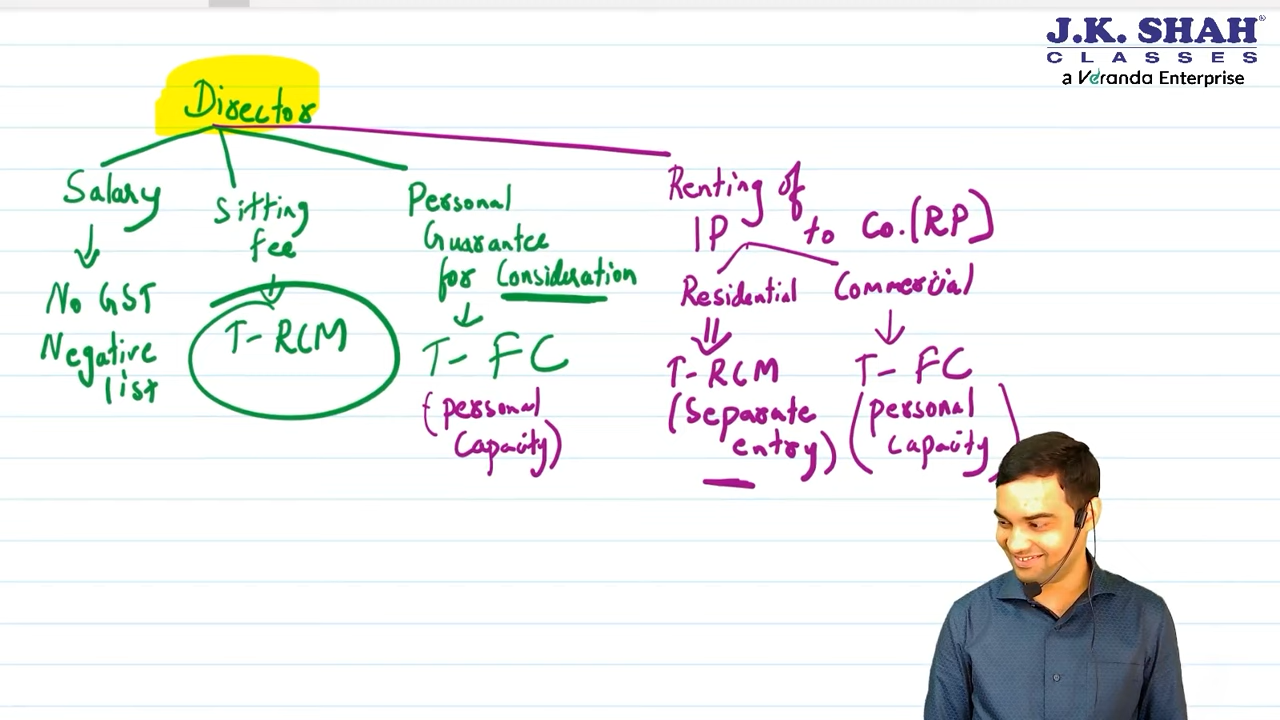 J.K. SHAH®
CLASSES
a Veranda Enterprise
Director
Salary
No GST
Negative
list
Sitting
fee
T- RCM
Personal
Guarantee
for Consideration
T- FC
(personal
Capacity)
Renting of
IP to Co. (RP)
Residential
T-RCM
(Separate
entry)
Commercial
T- FC
(personal
Capacity)